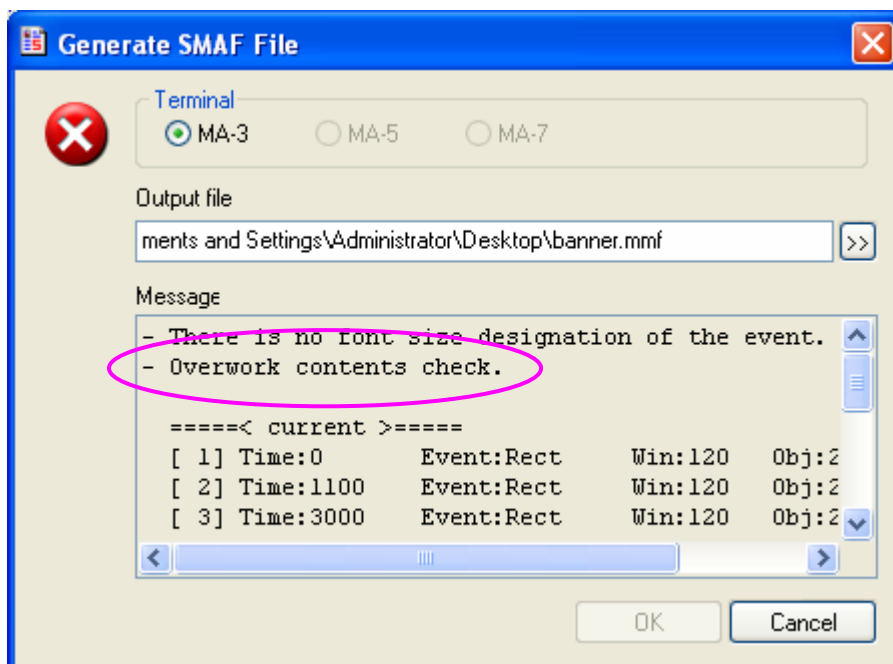 Generate SMAF File
Terminal
MA-3 MA-5 MA-7
Output file
ments and Settings\Administrator\Desktop\banner.mmf >>
Message
- There is no font size designation of the event.
- Overwork contents check.
=====< current >=====
[ 1] Time:0 Event:Rect Win:120 Obj:2
[ 2] Time:1100 Event:Rect Win:120 Obj:2
[ 3] Time:3000 Event:Rect Win:120 Obj:2
OK Cancel